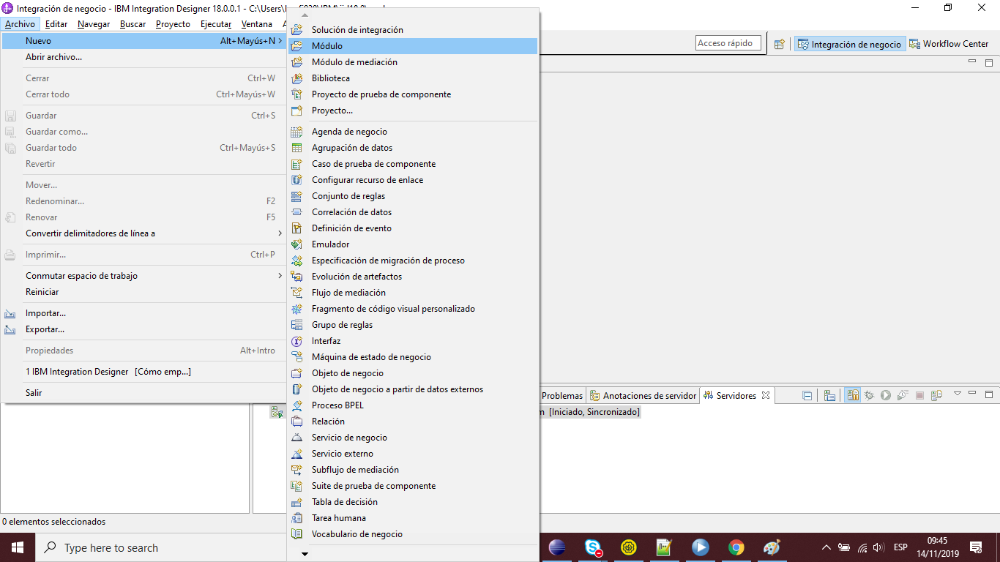 Integración de negocio - IBM Integration Designer 18.0.0.1 - C:\Users\
Archivo Editar Navegar Buscar Proyecto Ejecutar Ventana
Acceso rápido Integración de negocio Workflow Center
Nuevo Alt+Mayús+N
Abrir archivo...
Cerrar Ctrl+W
Cerrar todo Ctrl+Mayús+W
Guardar Ctrl+S
Guardar como...
Guardar todo Ctrl+Mayús+S
Revertir
Mover...
Redenominar... F2
Renovar F5
Convertir delimitadores de línea a
Imprimir... Ctrl+P
Conmutar espacio de trabajo
Reiniciar
Importar...
Exportar...
Propiedades Alt+Intro
1 IBM Integration Designer [Cómo emp...]
Salir
Solución de integración
Módulo
Módulo de mediación
Biblioteca
Proyecto de prueba de componente
Proyecto...
Agenda de negocio
Agrupación de datos
Caso de prueba de componente
Configurar recurso de enlace
Conjunto de reglas
Correlación de datos
Definición de evento
Emulador
Especificación de migración de proceso
Evolución de artefactos
Flujo de mediación
Fragmento de código visual personalizado
Grupo de reglas
Interfaz
Máquina de estado de negocio
Objeto de negocio
Objeto de negocio a partir de datos externos
Proceso BPEL
Relación
Servicio de negocio
Servicio externo
Subflujo de mediación
Suite de prueba de componente
Tabla de decisión
Tarea humana
Vocabulario de negocio
Problemas Anotaciones de servidor Servidores
[Iniciado, Sincronizado]
0 elementos seleccionados
Type here to search
ESP
09:45
14/11/2019